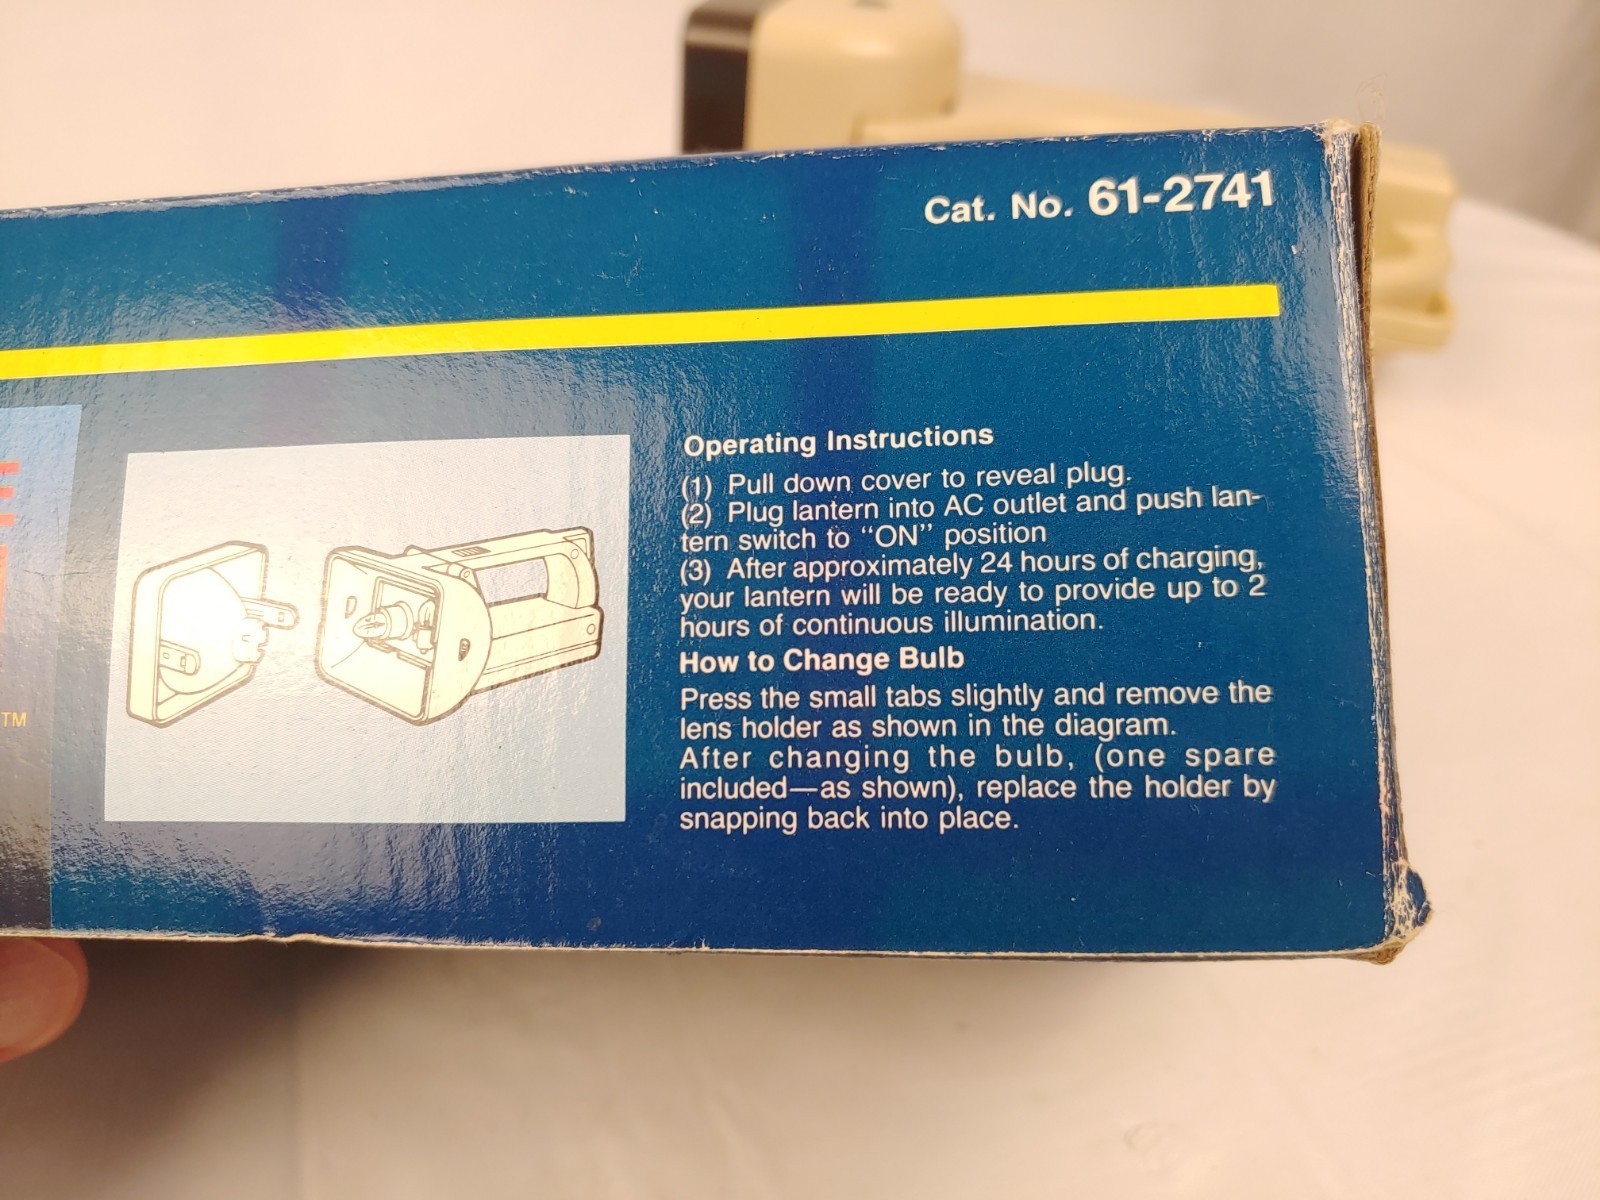 Cat. No. 61-2741
TM
Operating Instructions
(1) Pull down cover to reveal plug.
(2) Plug lantern into AC outlet and push lan-
tern switch to “ON” position
(3) After approximately 24 hours of charging,
your lantern will be ready to provide up to 2
hours of continuous illumination.
How to Change Bulb
Press the small tabs slightly and remove the
lens holder as shown in the diagram.
After changing the bulb, (one spare
included—as shown), replace the holder by
snapping back into place.